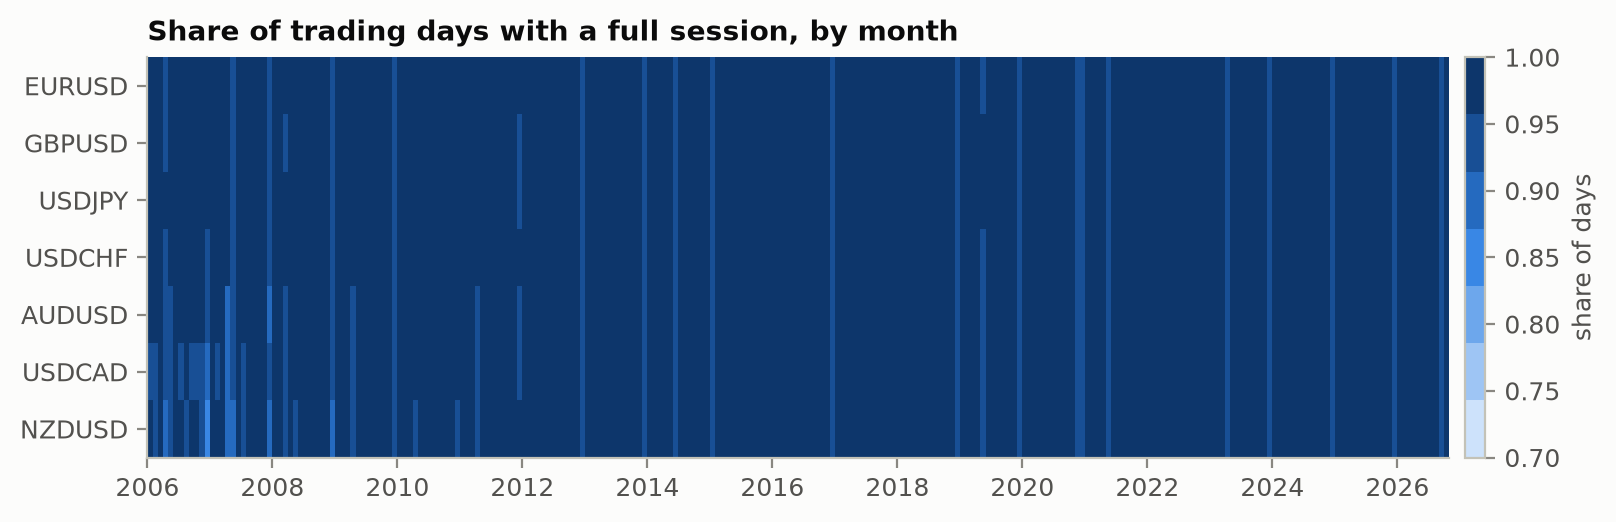 Share of trading days with a full session, by month
EURUSD
GBPUSD
USDJPY
USDCHF
AUDUSD
USDCAD
NZDUSD
2006 2008 2010 2012 2014 2016 2018 2020 2022 2024 2026
1.00
0.95
0.90
0.85
0.80
0.75
0.70
share of days